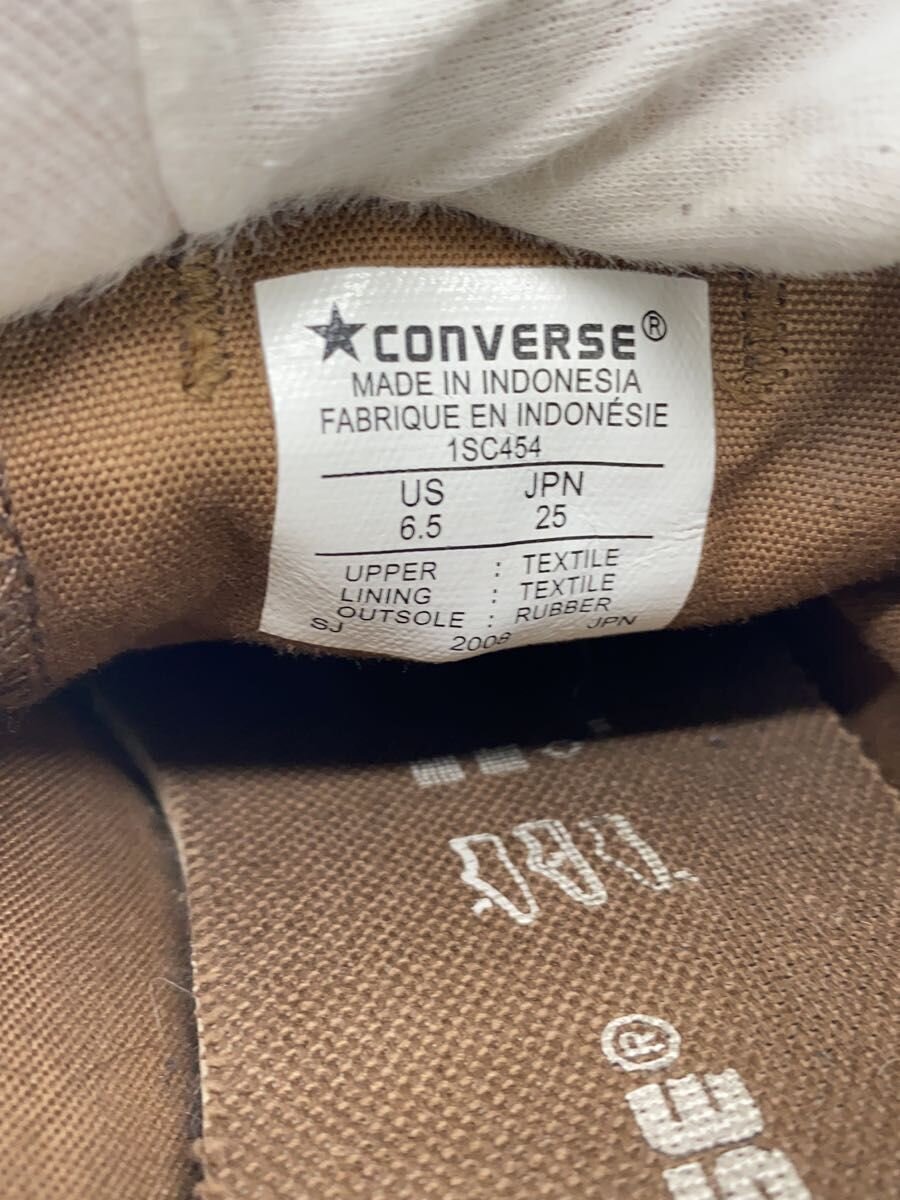 ★CONVERSE®
MADE IN INDONESIA
FABRIQUE EN INDONÉSIE
1SC454
US JPN
6.5 25
UPPER : TEXTILE
LINING : TEXTILE
OUTSOLE : RUBBER
SJ 2008 JPN
®
SE